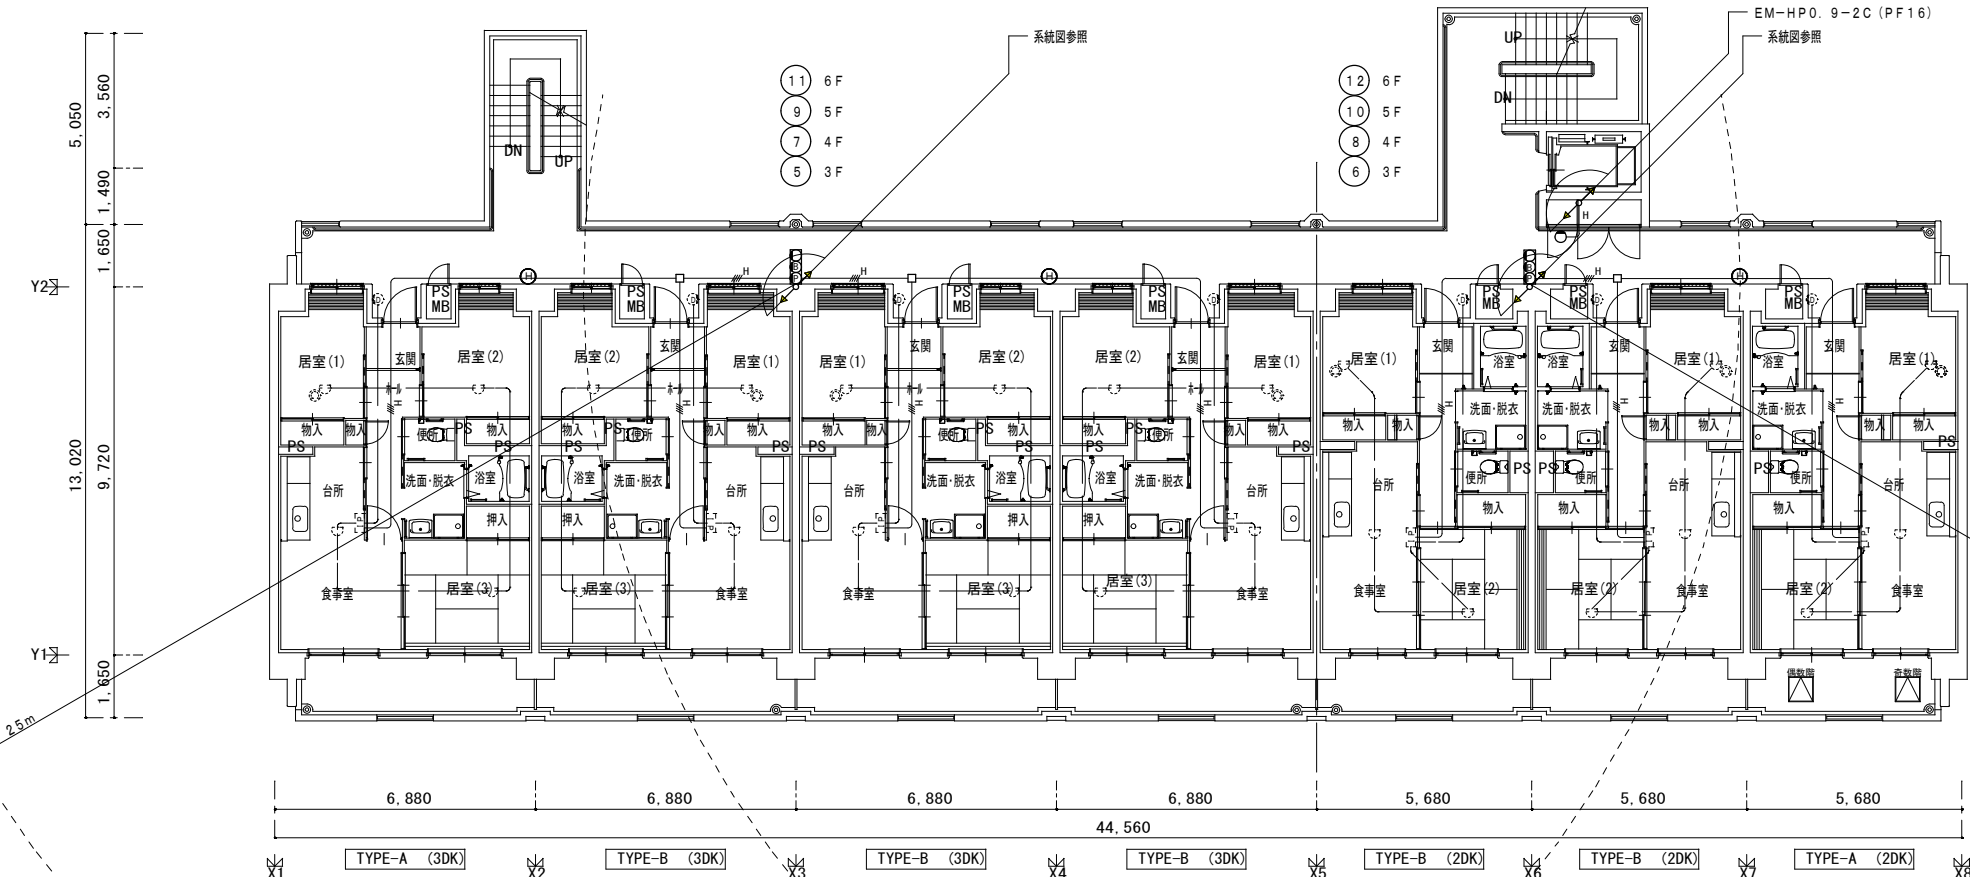 EM-HP0.9-2C(PF16)
系統図参照
系統図参照
UP
DN
DN
UP
11 6F
9 5F
7 4F
5 3F
12 6F
10 5F
8 4F
6 3F
5,050
3,560
1,490
1,650
13,020
9,720
1,650
Y2
Y1
25m
H
H
H
H
H
H
H
H
PS
MB
PS
MB
PS
MB
PS
MB
PS
MB
PS
MB
PS
MB
居室(1)
玄関
居室(2)
居室(2)
玄関
居室(1)
居室(1)
玄関
居室(2)
居室(2)
玄関
居室(1)
居室(1)
玄関
浴室
浴室
玄関
居室(1)
浴室
玄関
居室(1)
ホール
ホール
ホール
ホール
洗面・脱衣
洗面・脱衣
洗面・脱衣
物入
物入
便所
物入
物入
便所
物入
物入
物入
物入
便所
物入
物入
便所
物入
物入
物入
物入
物入
物入
物入
PS
PS
PS
PS
PS
PS
PS
PS
PS
台所
洗面・脱衣
浴室
浴室
洗面・脱衣
台所
台所
洗面・脱衣
浴室
浴室
洗面・脱衣
台所
台所
便所
PS
PS
便所
台所
PS
便所
台所
押入
押入
押入
押入
物入
物入
物入
食事室
居室(3)
居室(3)
食事室
食事室
居室(3)
居室(3)
食事室
食事室
居室(2)
居室(2)
食事室
居室(2)
食事室
偶数階
奇数階
6,880
6,880
6,880
6,880
5,680
5,680
5,680
44,560
X1
TYPE-A (3DK)
X2
TYPE-B (3DK)
X3
TYPE-B (3DK)
X4
TYPE-B (3DK)
X5
TYPE-B (2DK)
X6
TYPE-B (2DK)
X7
TYPE-A (2DK)
X8